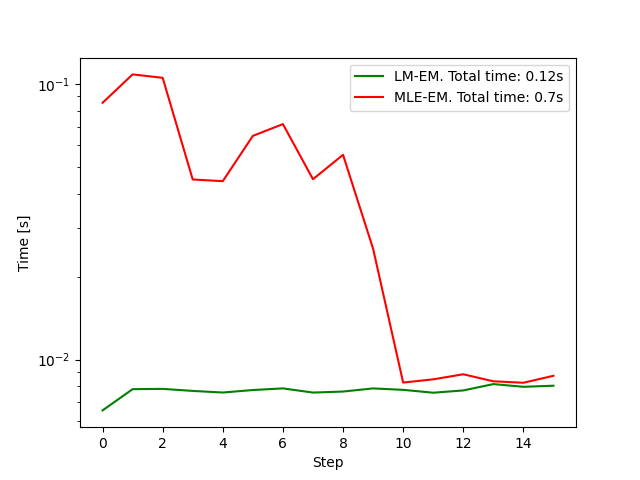 LM-EM. Total time: 0.12s
MLE-EM. Total time: 0.7s
10⁻¹
10⁻²
Time [s]
0 2 4 6 8 10 12 14
Step